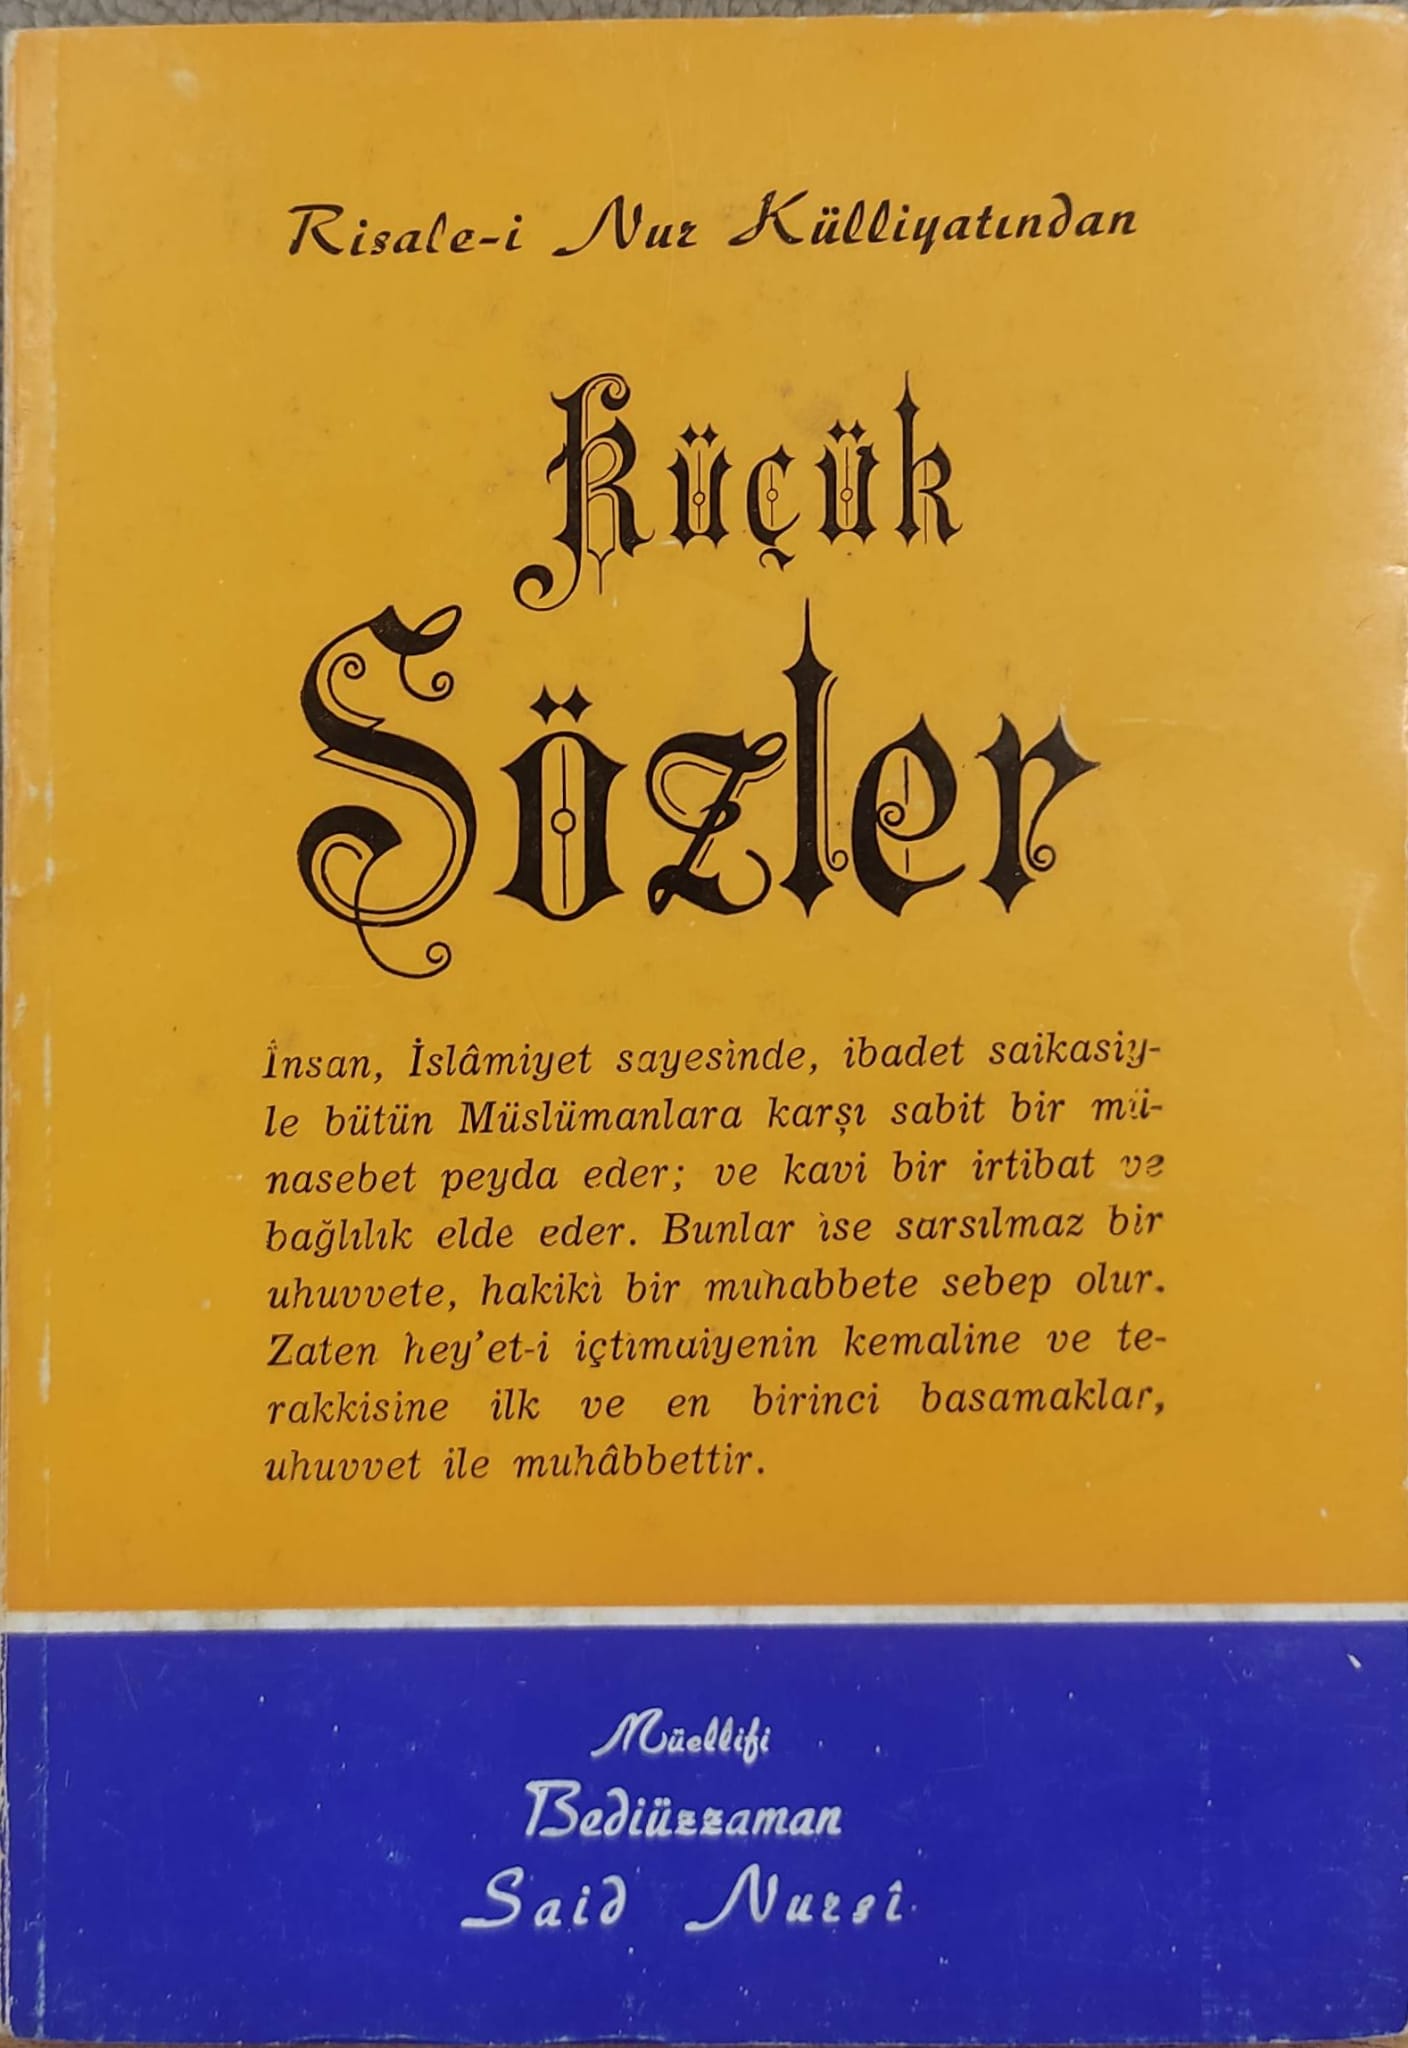 Risale-i Nur Külliyatından
Küçük
Sözler
İnsan, İslâmiyet sayesinde, ibadet saikasiy-
le bütün Müslümanlara karşı sabit bir mü-
nasebet peyda eder; ve kavi bir irtibat ve
bağlılık elde eder. Bunlar ise sarsılmaz bir
uhuvvete, hakiki bir muhabbete sebep olur.
Zaten hey'et-i içtimaiyenin kemaline ve te-
rakkisine ilk ve en birinci basamaklar,
uhuvvet ile muhâbbettir.
Müellifi
Bediüzzaman
Said Nursî